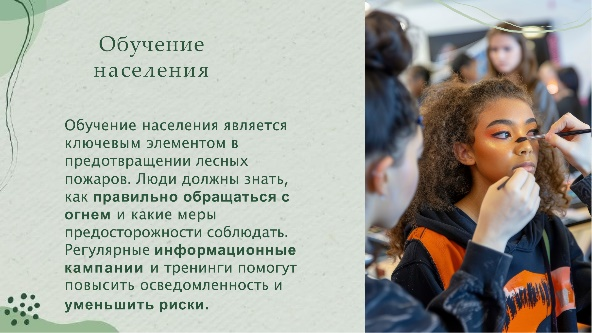 Обучение
населения
Обучение населения является
ключевым элементом в
предотвращении лесных
пожаров. Люди должны знать,
как правильно обращаться с
огнем и какие меры
предосторожности соблюдать.
Регулярные информационные
кампании и тренинги помогут
повысить осведомленность и
уменьшить риски.